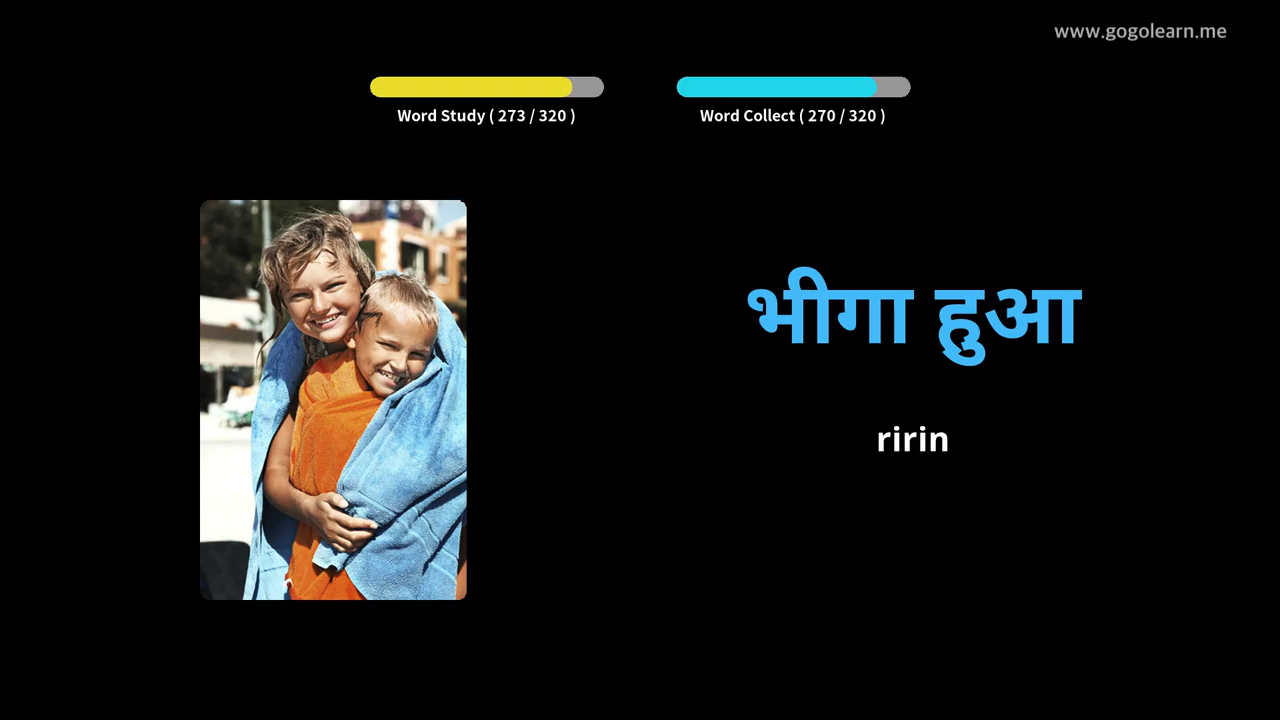 www.gogolearn.me
Word Study ( 273 / 320 )
Word Collect ( 270 / 320 )
भीगा हुआ
ririn